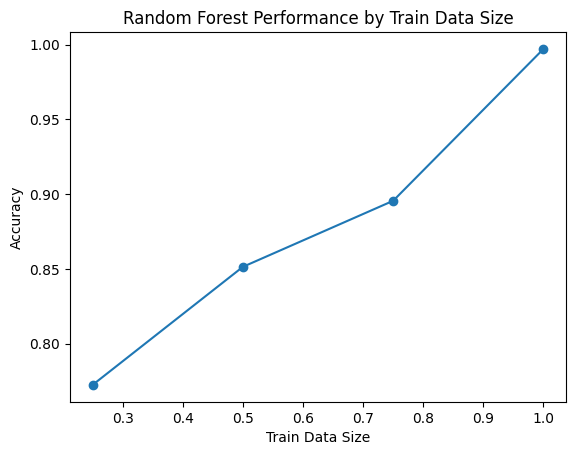 Random Forest Performance by Train Data Size
1.00
0.95
0.90
0.85
0.80
Accuracy
0.3 0.4 0.5 0.6 0.7 0.8 0.9 1.0
Train Data Size